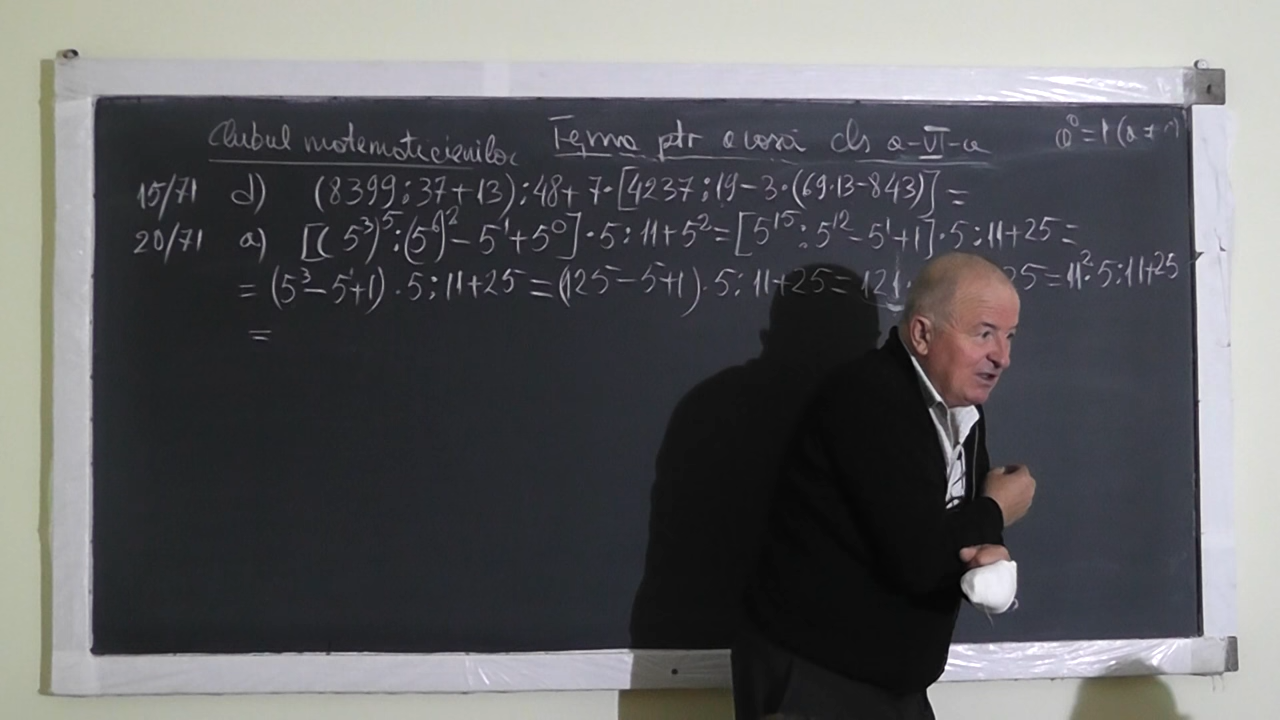 Clubul matematicienilor Tema ptr acasă cls a-VI-a a⁰=1 (a≠0)
15/71 d) (8399:37+13):48+7·[4237:19-3·(69·13-843)]=
20/71 a) [(5³)⁵:(5⁶)²-5¹+5⁰]·5:11+5²=[5¹⁵:5¹²-5¹+1]·5:11+25=
=(5³-5¹+1)·5:11+25=(125-5+1)·5:11+25=121· 25=11²·5:11+25
=